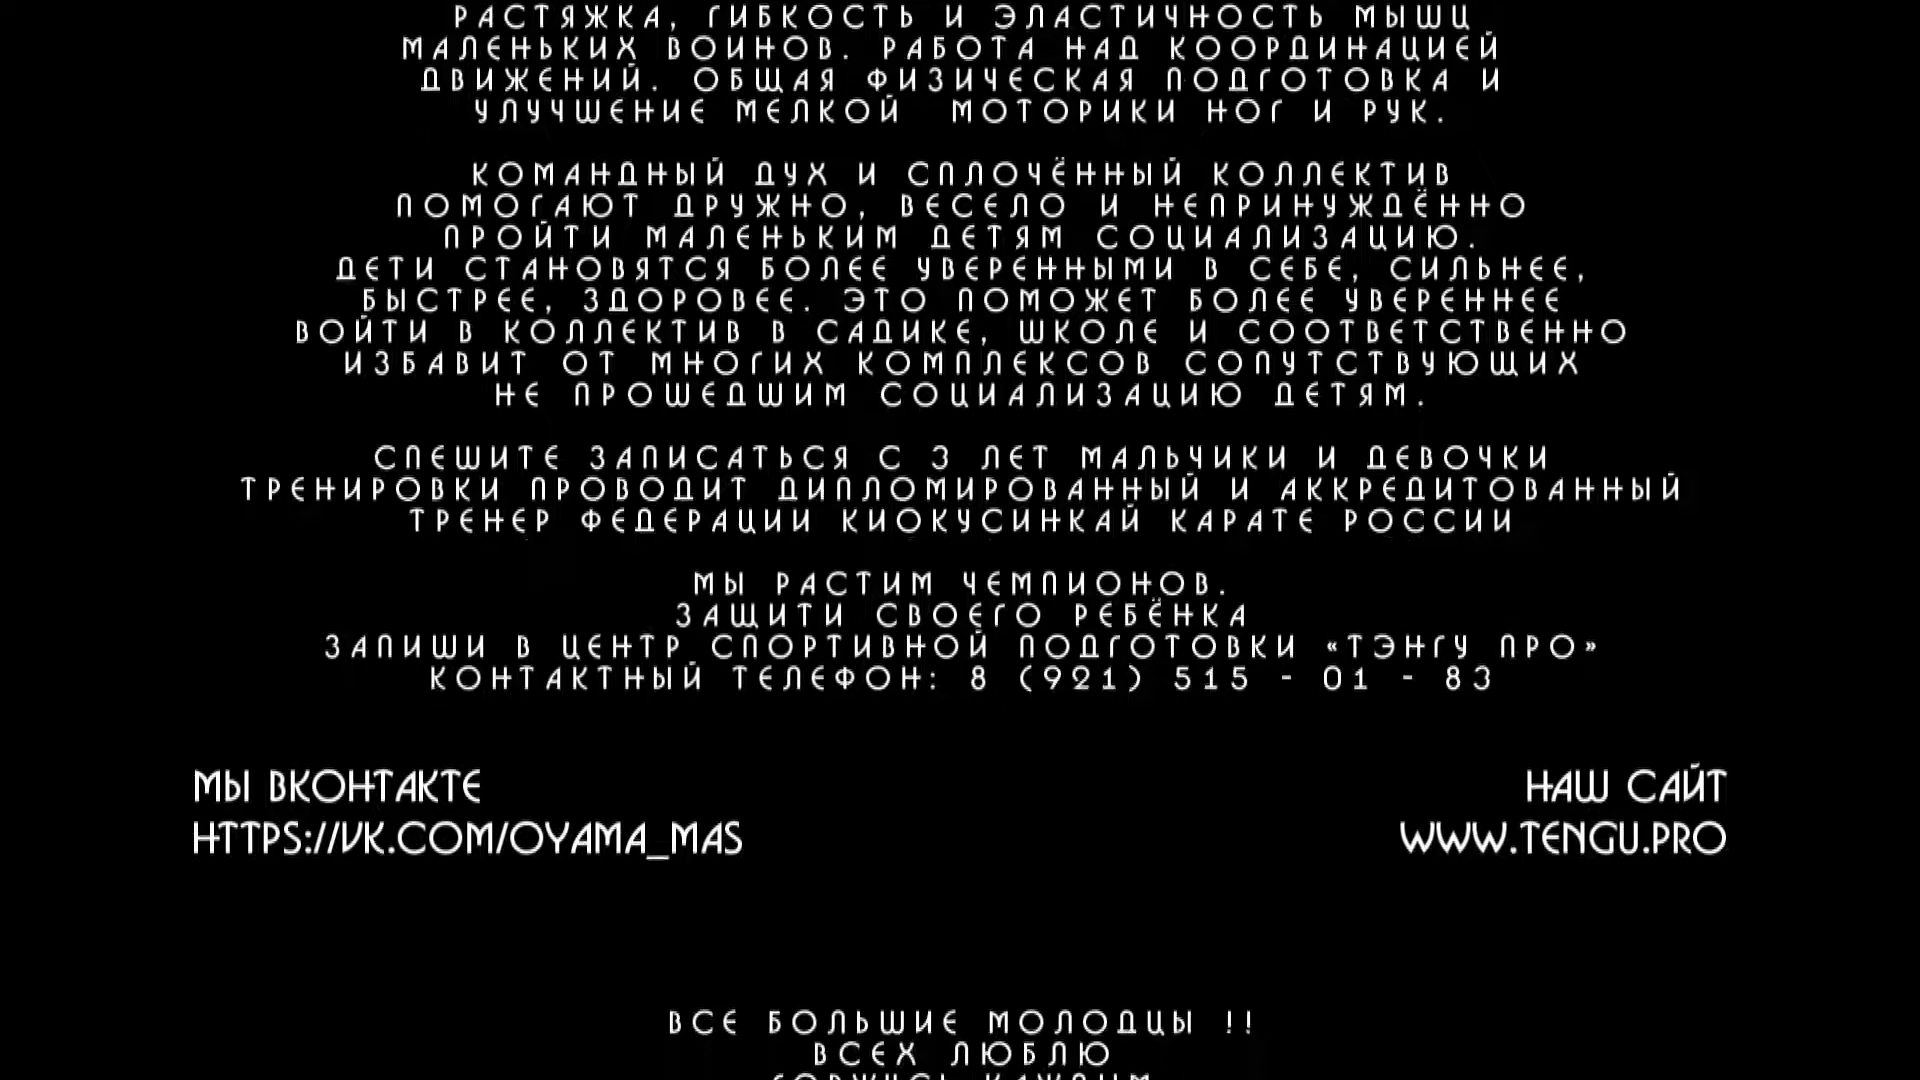 РАСТЯЖКА, ГИБКОСТЬ И ЭЛАСТИЧНОСТЬ МЫШЦ
МАЛЕНЬКИХ ВОИНОВ. РАБОТА НАД КООРДИНАЦИЕЙ
ДВИЖЕНИЙ. ОБЩАЯ ФИЗИЧЕСКАЯ ПОДГОТОВКА И
УЛУЧШЕНИЕ МЕЛКОЙ МОТОРИКИ НОГ И РУК.
КОМАНДНЫЙ ДУХ И СПЛОЧЁННЫЙ КОЛЛЕКТИВ
ПОМОГАЮТ ДРУЖНО, ВЕСЕЛО И НЕПРИНУЖДЁННО
ПРОЙТИ МАЛЕНЬКИМ ДЕТЯМ СОЦИАЛИЗАЦИЮ.
ДЕТИ СТАНОВЯТСЯ БОЛЕЕ УВЕРЕННЫМИ В СЕБЕ, СИЛЬНЕЕ,
БЫСТРЕЕ, ЗДОРОВЕЕ. ЭТО ПОМОЖЕТ БОЛЕЕ УВЕРЕННЕЕ
ВОЙТИ В КОЛЛЕКТИВ В САДИКЕ, ШКОЛЕ И СООТВЕТСТВЕННО
ИЗБАВИТ ОТ МНОГИХ КОМПЛЕКСОВ СОПУТСТВУЮЩИХ
НЕ ПРОШЕДШИМ СОЦИАЛИЗАЦИЮ ДЕТЯМ.
СПЕШИТЕ ЗАПИСАТЬСЯ С 3 ЛЕТ МАЛЬЧИКИ И ДЕВОЧКИ
ТРЕНИРОВКИ ПРОВОДИТ ДИПЛОМИРОВАННЫЙ И АККРЕДИТОВАННЫЙ
ТРЕНЕР ФЕДЕРАЦИИ КИОКУСИНКАЙ КАРАТЕ РОССИИ
МЫ РАСТИМ ЧЕМПИОНОВ.
ЗАЩИТИ СВОЕГО РЕБЁНКА
ЗАПИШИ В ЦЕНТР СПОРТИВНОЙ ПОДГОТОВКИ «ТЭНГУ ПРО»
КОНТАКТНЫЙ ТЕЛЕФОН: 8 (921) 515 - 01 - 83
МЫ ВКОНТАКТЕ
HTTPS://VK.COM/OYAMA_MAS
НАШ САЙТ
WWW.TENGU.PRO
ВСЕ БОЛЬШИЕ МОЛОДЦЫ !!
ВСЕХ ЛЮБЛЮ